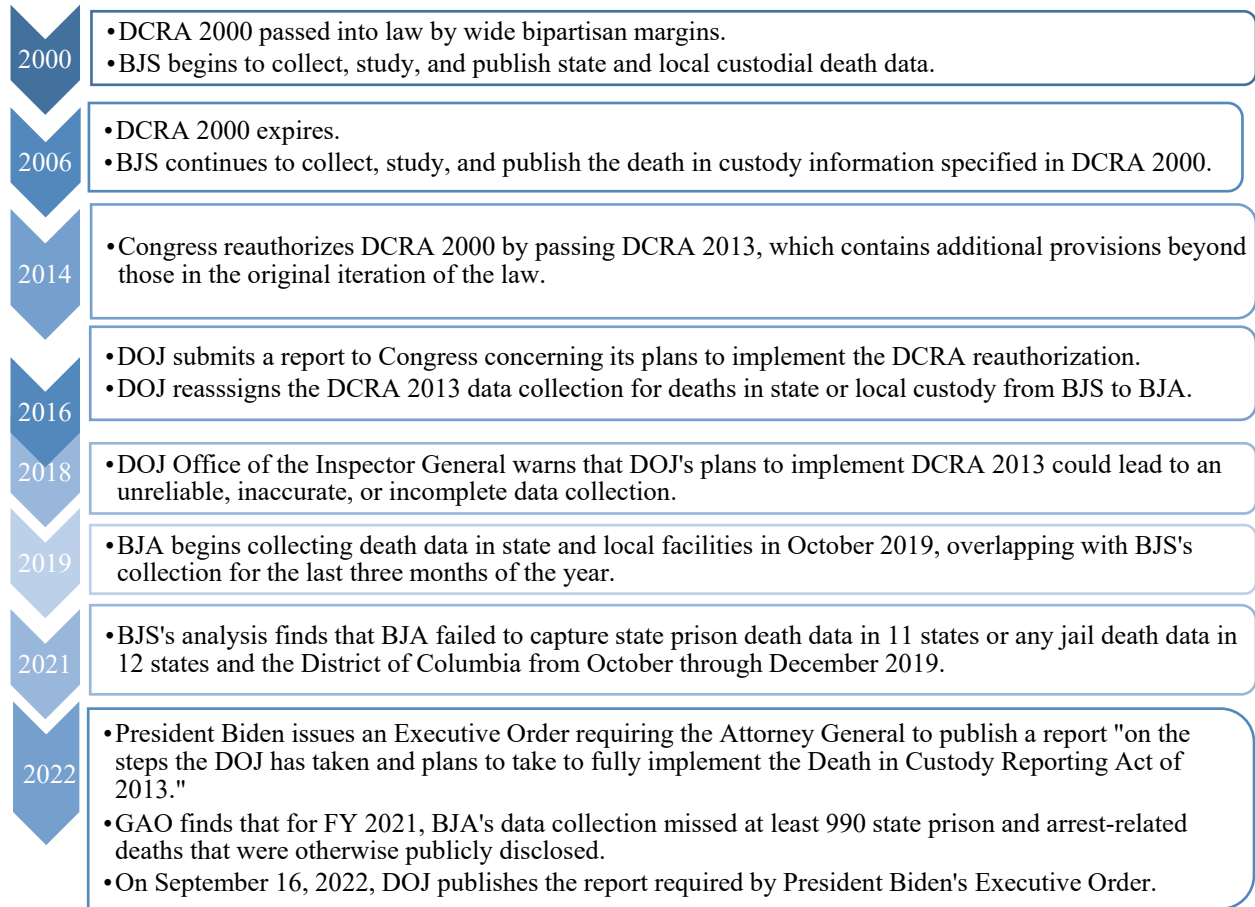 2000
•DCRA 2000 passed into law by wide bipartisan margins.
•BJS begins to collect, study, and publish state and local custodial death data.
2006
•DCRA 2000 expires.
•BJS continues to collect, study, and publish the death in custody information specified in DCRA 2000.
2014
•Congress reauthorizes DCRA 2000 by passing DCRA 2013, which contains additional provisions beyond
those in the original iteration of the law.
2016
•DOJ submits a report to Congress concerning its plans to implement the DCRA reauthorization.
•DOJ reasssigns the DCRA 2013 data collection for deaths in state or local custody from BJS to BJA.
2018
•DOJ Office of the Inspector General warns that DOJ's plans to implement DCRA 2013 could lead to an
unreliable, inaccurate, or incomplete data collection.
2019
•BJA begins collecting death data in state and local facilities in October 2019, overlapping with BJS's
collection for the last three months of the year.
2021
•BJS's analysis finds that BJA failed to capture state prison death data in 11 states or any jail death data in
12 states and the District of Columbia from October through December 2019.
2022
•President Biden issues an Executive Order requiring the Attorney General to publish a report "on the
steps the DOJ has taken and plans to take to fully implement the Death in Custody Reporting Act of
2013."
•GAO finds that for FY 2021, BJA's data collection missed at least 990 state prison and arrest-related
deaths that were otherwise publicly disclosed.
•On September 16, 2022, DOJ publishes the report required by President Biden's Executive Order.